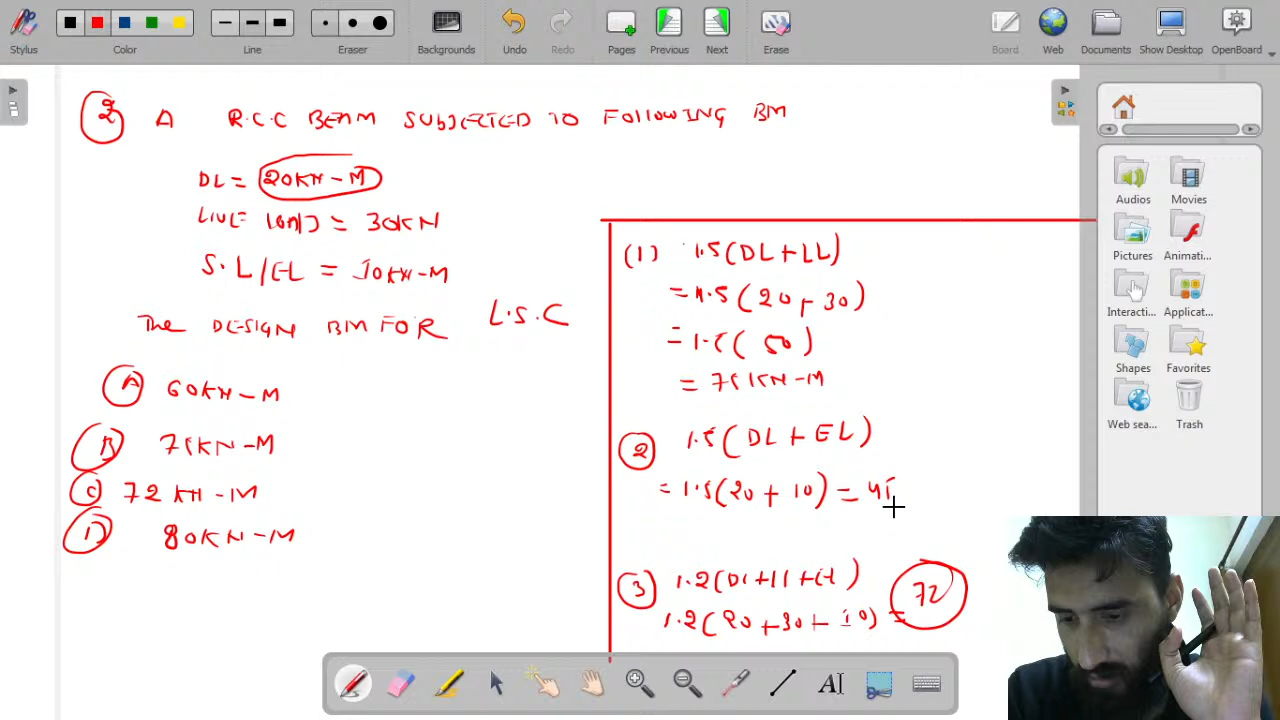 Stylus
Color
Line
Eraser
Backgrounds
Undo
Redo
Pages
Previous
Next
Erase
Board
Web
Documents
Show Desktop
OpenBoard
2 A R.C.C BEAM SUBJECTED TO FOLLOWING BM
DL = 20KN-M
LIVE LOAD = 30KN
S.L/EL = 10KN-M
The DESIGN BM FOR L.S.C
A 60KN-M
B 75KN-M
C 72KN-M
D 80KN-M
(1) 1.5(DL+LL)
= 1.5(20+30)
= 1.5(50)
= 75KN-M
2 1.5(DL+EL)
= 1.5(20+10) = 45
3 1.2(DL+LL+EL)
1.2(20+30+10) = 72
Audios
Movies
Pictures
Animati...
Interacti...
Applicat...
Shapes
Favorites
Web sea...
Trash